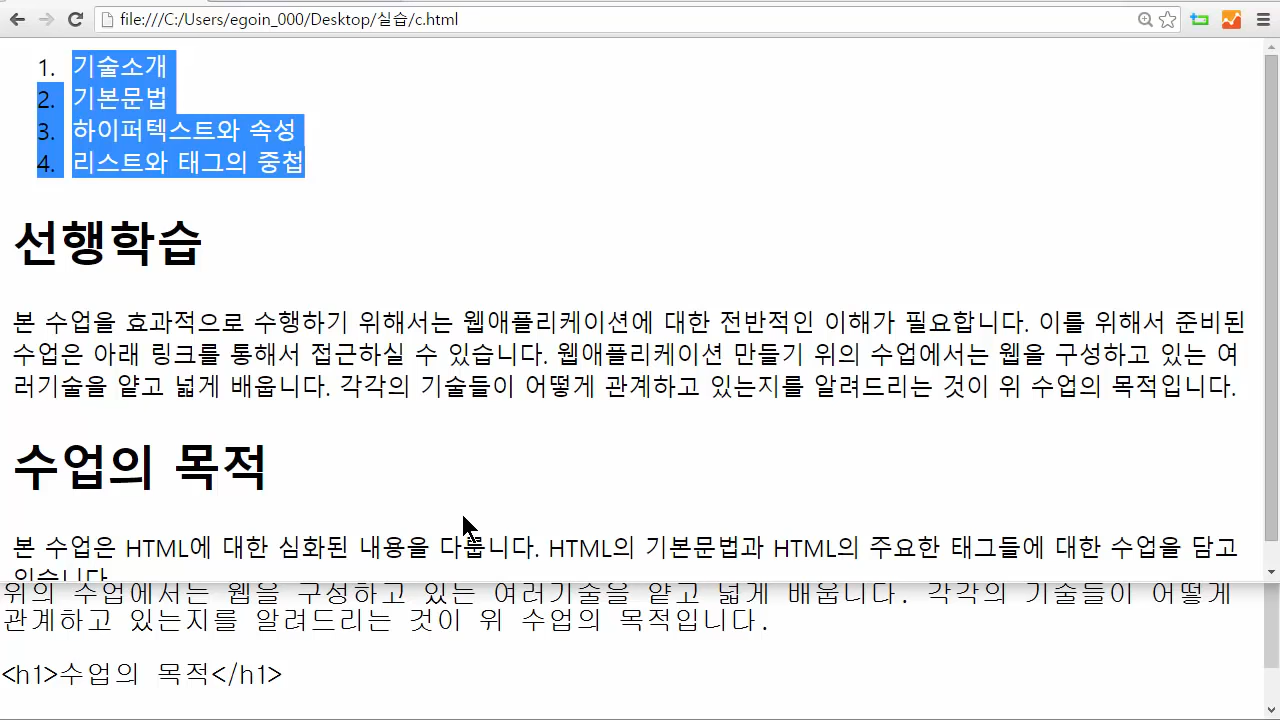 file:///C:/Users/egoin_000/Desktop/실습/c.html
1. 기술소개
2. 기본문법
3. 하이퍼텍스트와 속성
4. 리스트와 태그의 중첩
선행학습
본 수업을 효과적으로 수행하기 위해서는 웹애플리케이션에 대한 전반적인 이해가 필요합니다. 이를 위해서 준비된
수업은 아래 링크를 통해서 접근하실 수 있습니다. 웹애플리케이션 만들기 위의 수업에서는 웹을 구성하고 있는 여
러기술을 얕고 넓게 배웁니다. 각각의 기술들이 어떻게 관계하고 있는지를 알려드리는 것이 위 수업의 목적입니다.
수업의 목적
본 수업은 HTML에 대한 심화된 내용을 다룹니다. HTML의 기본문법과 HTML의 주요한 태그들에 대한 수업을 담고
있습니다.
위의 수업에서는 웹을 구성하고 있는 여러기술을 얕고 넓게 배웁니다. 각각의 기술들이 어떻게
관계하고 있는지를 알려드리는 것이 위 수업의 목적입니다.
<h1>수업의 목적</h1>